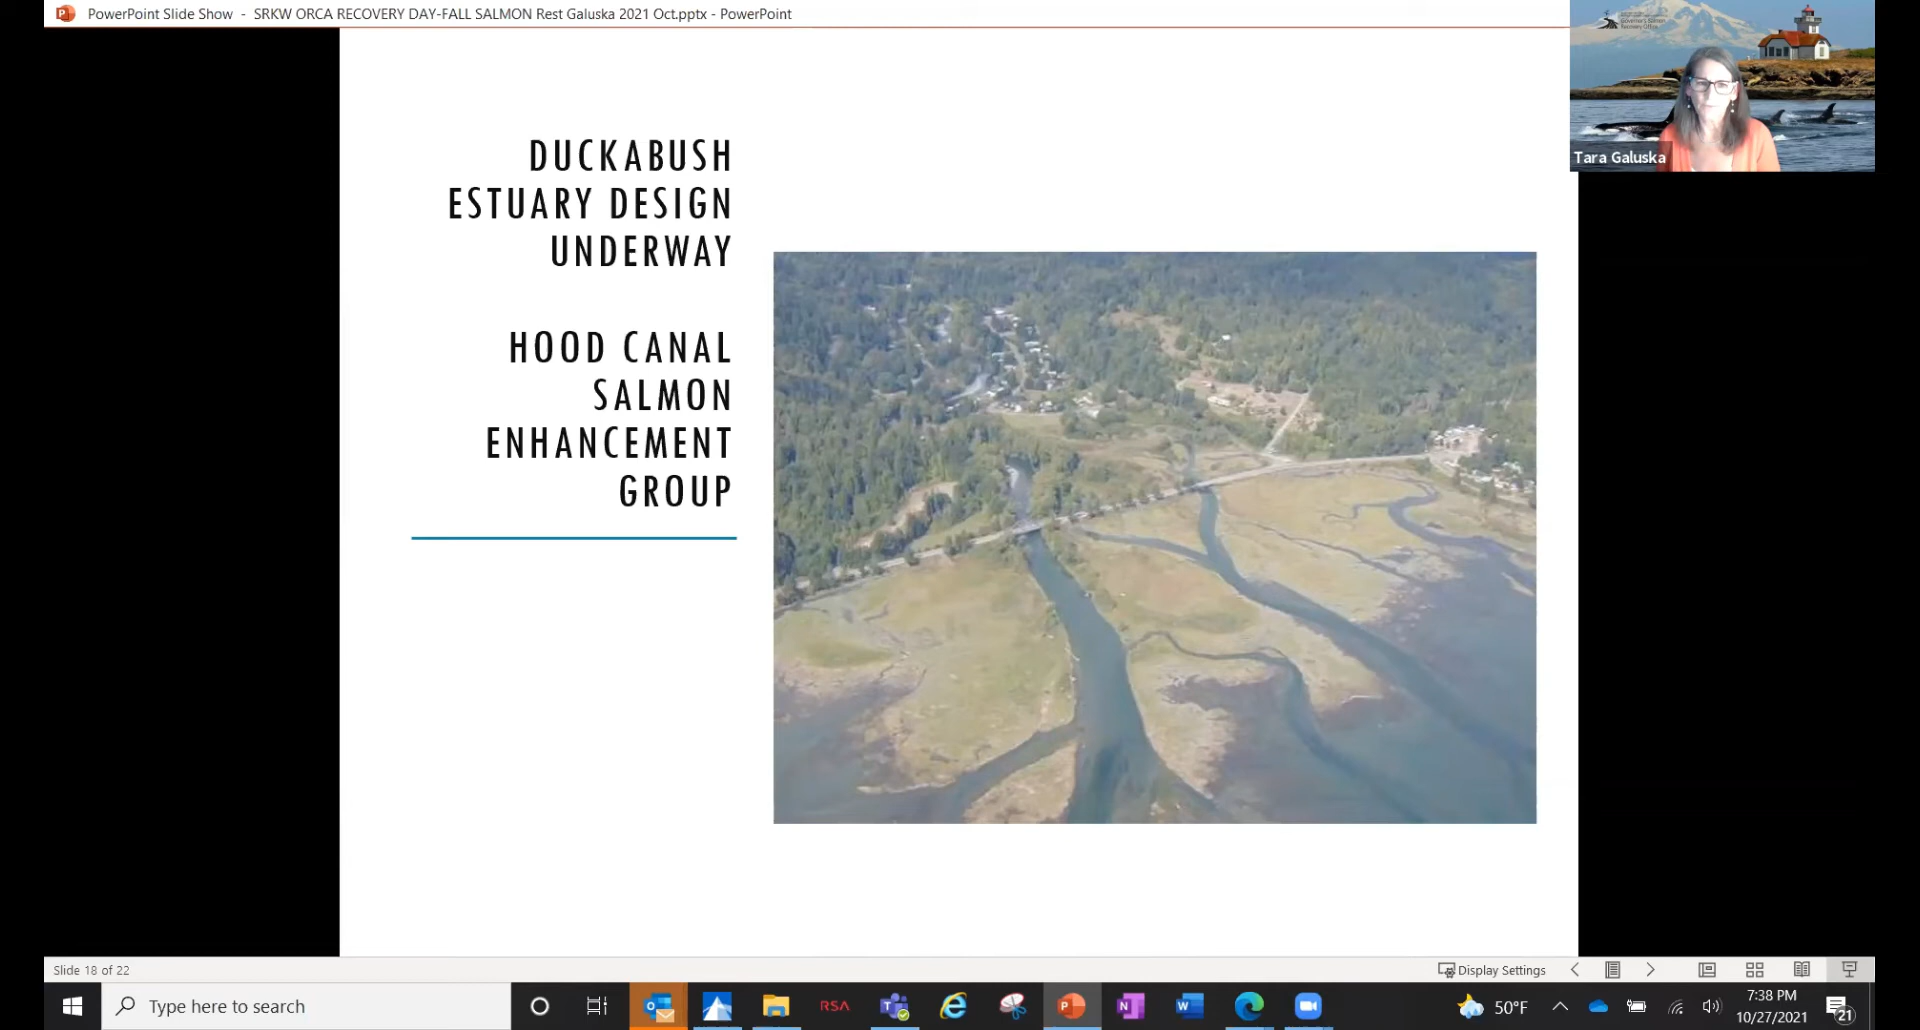 PowerPoint Slide Show - SRKW ORCA RECOVERY DAY-FALL SALMON Rest Galuska 2021 Oct.pptx - PowerPoint
Tara Galuska
DUCKABUSH
ESTUARY DESIGN
UNDERWAY
HOOD CANAL
SALMON
ENHANCEMENT
GROUP
Slide 18 of 22
Display Settings
Type here to search
RSA
50°F
7:38 PM
10/27/2021
21